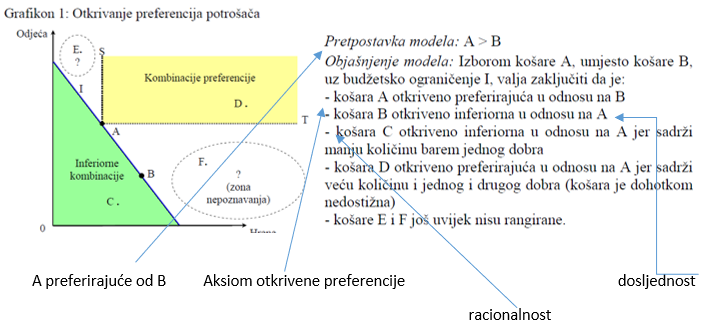 Grafikon 1: Otkrivanje preferencija potrošača
Odjeća
E.
?
S
I
Kombinacije preferencije
D.
T
A
Inferiorne
kombinacije
C.
B
F.
?
(zona
nepoznavanja)
0
Hrana
Pretpostavka modela: A > B
Objašnjenje modela: Izborom košare A, umjesto košare B,
uz budžetsko ograničenje I, valja zaključiti da je:
- košara A otkriveno preferirajuća u odnosu na B
- košara B otkriveno inferiorna u odnosu na A
- košara C otkriveno inferiorna u odnosu na A jer sadrži
manju količinu barem jednog dobra
- košara D otkriveno preferirajuća u odnosu na A jer sadrži
veću količinu i jednog i drugog dobra (košara je dohotkom
nedostižna)
- košare E i F još uvijek nisu rangirane.
A preferirajuće od B
Aksiom otkrivene preferencije
dosljednost
racionalnost